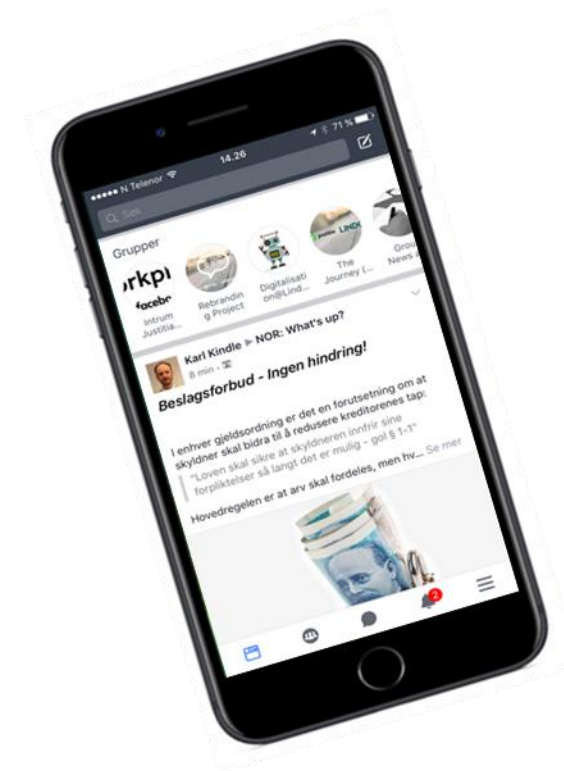 N Telenor 14.26 71 %
Søk
Grupper
rkpl
facebo
Intrum
Justitia...
Rebrandin
g Project
Digitalisati
on@Lind...
LINDO
The
Journey (...
Grou
News a
Karl Kindle ▶ NOR: What's up?
8 min ·
Beslagsforbud - Ingen hindring!
I enhver gjeldsordning er det en forutsetning om at
skyldner skal bidra til å redusere kreditorenes tap:
"Loven skal sikre at skyldneren innfrir sine
forpliktelser så langt det er mulig – gol § 1-1"
Hovedregelen er at arv skal fordeles, men hv... Se mer
2